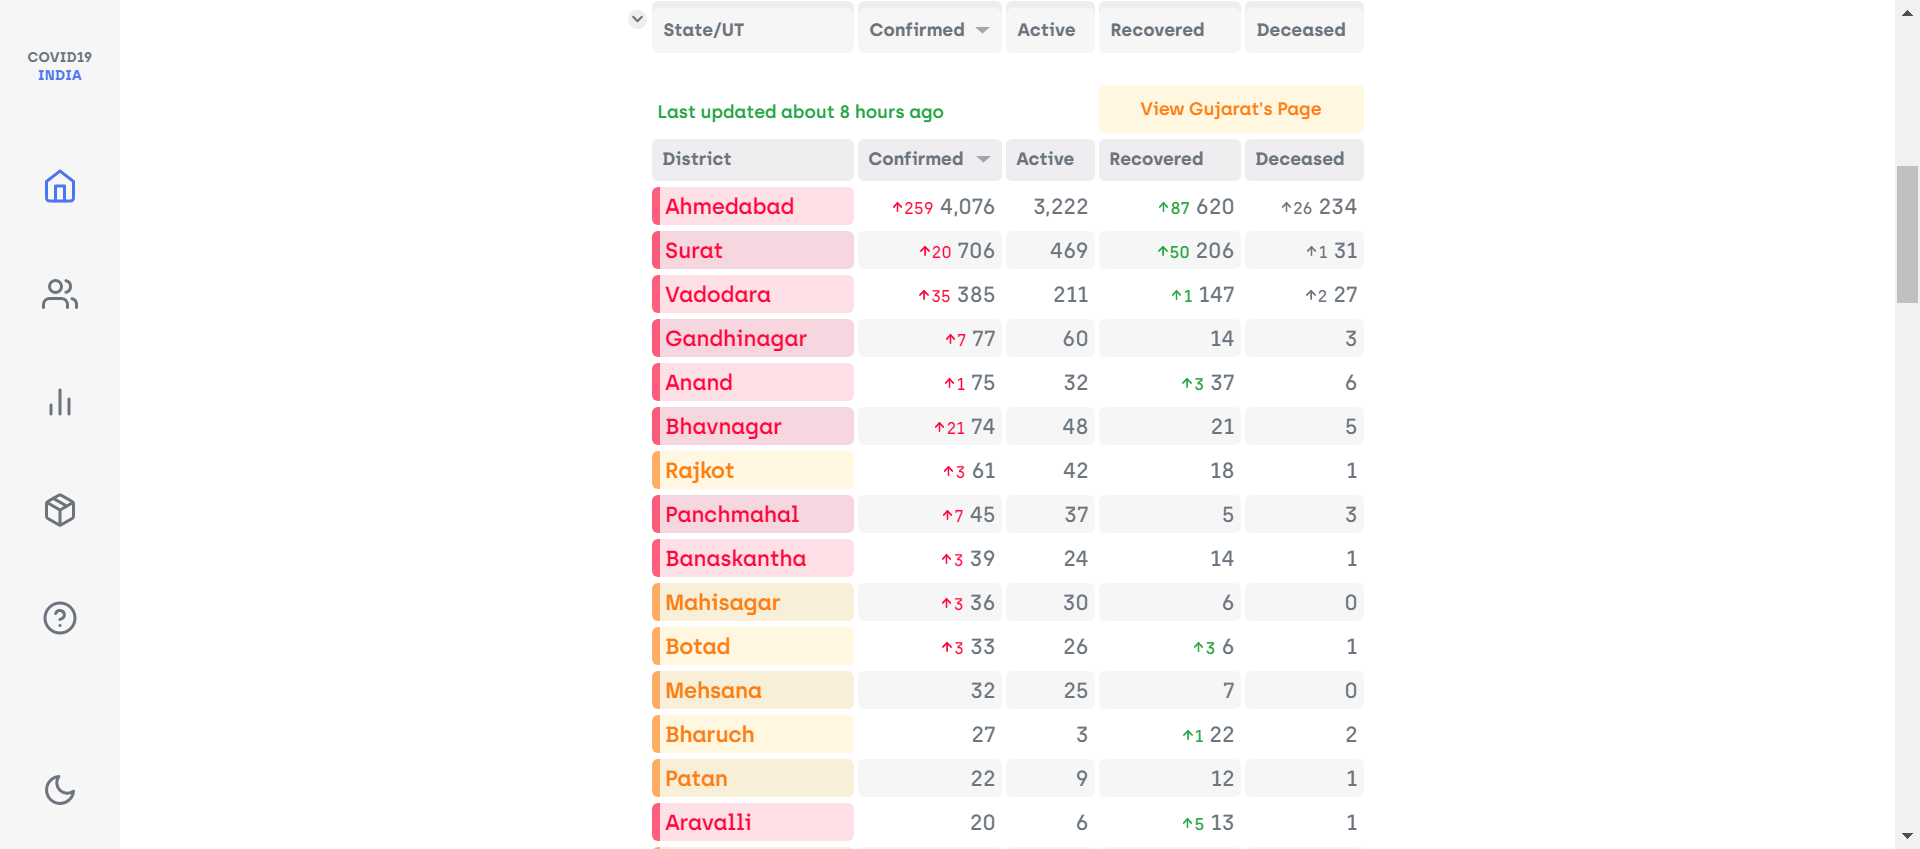 COVID19
INDIA
State/UT Confirmed Active Recovered Deceased
Last updated about 8 hours ago View Gujarat's Page
District Confirmed Active Recovered Deceased
Ahmedabad ↑259 4,076 3,222 ↑87 620 ↑26 234
Surat ↑20 706 469 ↑50 206 ↑1 31
Vadodara ↑35 385 211 ↑1 147 ↑2 27
Gandhinagar ↑7 77 60 14 3
Anand ↑1 75 32 ↑3 37 6
Bhavnagar ↑21 74 48 21 5
Rajkot ↑3 61 42 18 1
Panchmahal ↑7 45 37 5 3
Banaskantha ↑3 39 24 14 1
Mahisagar ↑3 36 30 6 0
Botad ↑3 33 26 ↑3 6 1
Mehsana 32 25 7 0
Bharuch 27 3 ↑1 22 2
Patan 22 9 12 1
Aravalli 20 6 ↑5 13 1